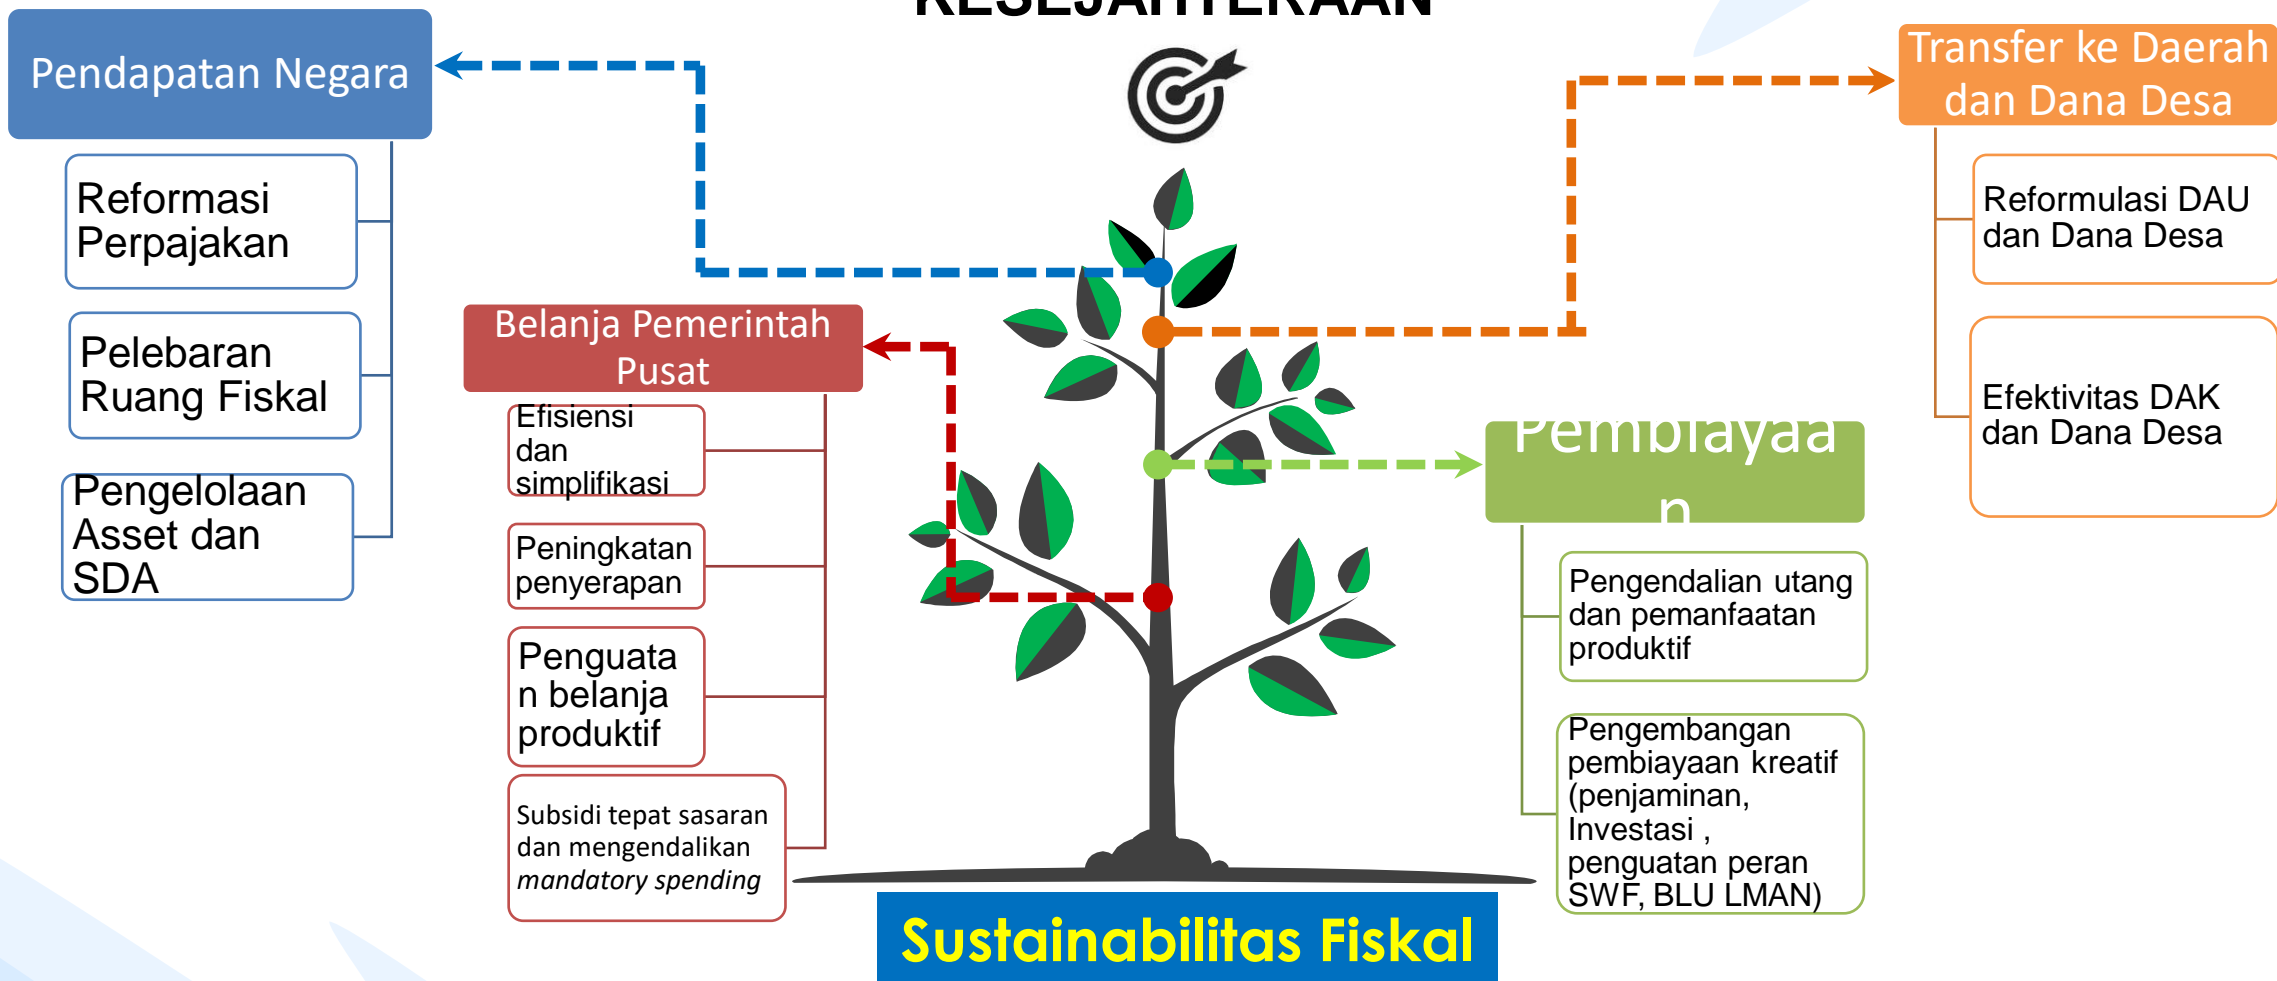 KESEJAHTERAAN
Pendapatan Negara
Reformasi
Perpajakan
Pelebaran
Ruang Fiskal
Pengelolaan
Asset dan
SDA
Belanja Pemerintah
Pusat
Efisiensi
dan
simplifikasi
Peningkatan
penyerapan
Penguata
n belanja
produktif
Subsidi tepat sasaran
dan mengendalikan
mandatory spending
Transfer ke Daerah
dan Dana Desa
Reformulasi DAU
dan Dana Desa
Efektivitas DAK
dan Dana Desa
Pembiayaa
n
Pengendalian utang
dan pemanfaatan
produktif
Pengembangan
pembiayaan kreatif
(penjaminan,
Investasi ,
penguatan peran
SWF, BLU LMAN)
Sustainabilitas Fiskal